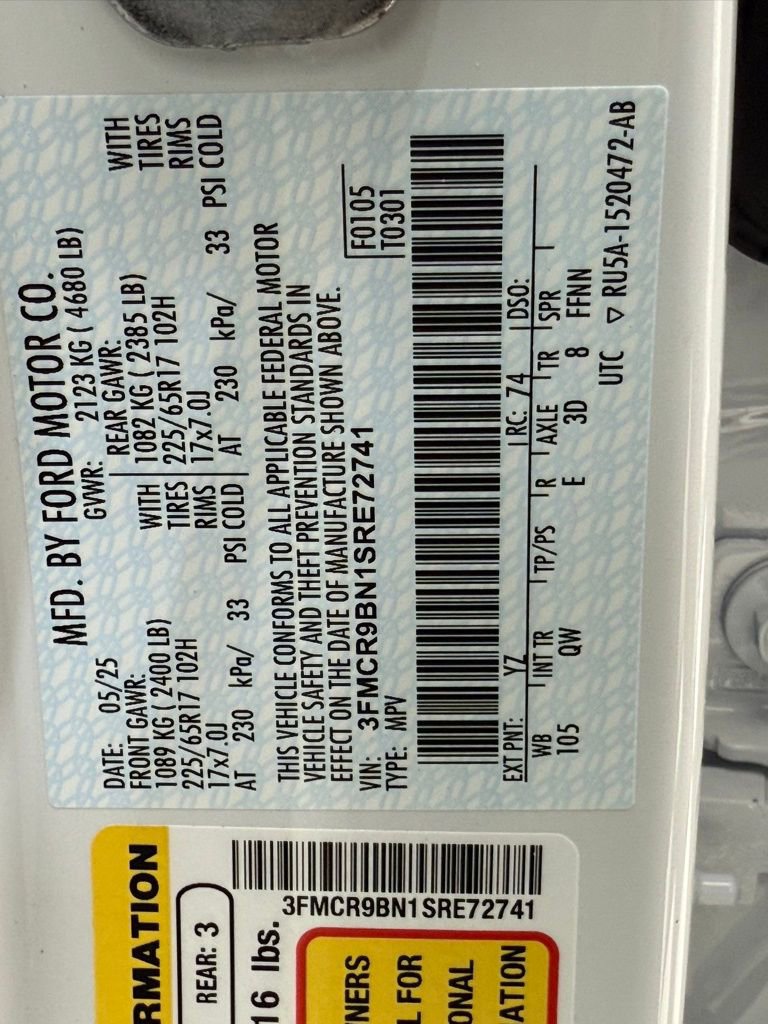 MFD. BY FORD MOTOR CO.
DATE: 05/25 GVWR: 2123 KG ( 4680 LB)
FRONT GAWR: REAR GAWR:
1089 KG ( 2400 LB) WITH 1082 KG ( 2385 LB) WITH
225/65R17 102H TIRES 225/65R17 102H TIRES
17x7.0J RIMS 17x7.0J RIMS
AT 230 kPa/ 33 PSI COLD AT 230 kPa/ 33 PSI COLD
THIS VEHICLE CONFORMS TO ALL APPLICABLE FEDERAL MOTOR
VEHICLE SAFETY AND THEFT PREVENTION STANDARDS IN
EFFECT ON THE DATE OF MANUFACTURE SHOWN ABOVE.
F0105
VIN: 3FMCR9BN1SRE72741
T0301
TYPE: MPV
EXT PNT: YZ RC: 74 DSO:
WB INT TR TP/PS R AXLE TR SPR
105 QW E 3D 8 FFNN
UTC ▽ RU5A-1520472-AB
RMATION
REAR: 3
3FMCR9BN1SRE72741
16 lbs.
NERS
L FOR
ONAL
ATION